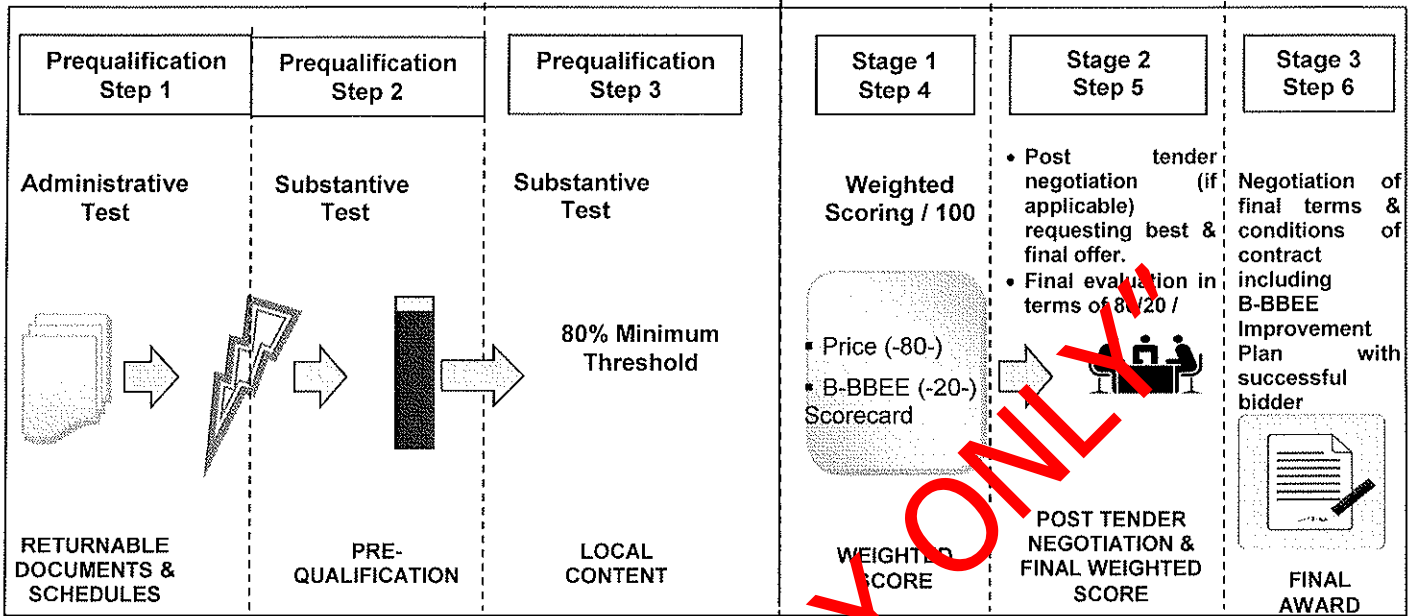 Prequalification
Step 1
Prequalification
Step 2
Prequalification
Step 3
Stage 1
Step 4
Stage 2
Step 5
Stage 3
Step 6
Administrative
Test
Substantive
Test
Substantive
Test
80% Minimum
Threshold
Weighted
Scoring / 100
▪ Price (-80-)
▪ B-BBEE (-20-)
Scorecard
• Post tender
negotiation (if
applicable)
requesting best &
final offer.
• Final evaluation in
terms of 80/20 /
Negotiation of
final terms &
conditions of
contract
including
B-BBEE
Improvement
Plan with
successful
bidder
RETURNABLE
DOCUMENTS &
SCHEDULES
PRE-
QUALIFICATION
LOCAL
CONTENT
WEIGHTED
SCORE
POST TENDER
NEGOTIATION &
FINAL WEIGHTED
SCORE
FINAL
AWARD
Y ONLY"